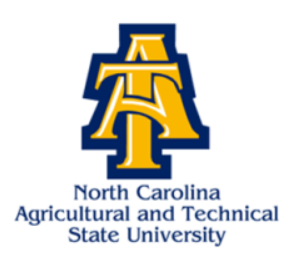 AT
North Carolina
Agricultural and Technical
State University